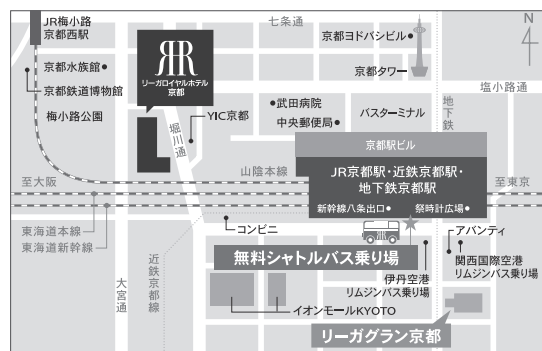 JR梅小路
京都西駅
七条通
N
京都ヨドバシビル
京都タワー
京都水族館
京都鉄道博物館
梅小路公園
RR
リーガロイヤルホテル
京都
YIC京都
堀川通
武田病院
中央郵便局
バスターミナル
地下鉄
塩小路通
京都駅ビル
山陰本線
JR京都駅・近鉄京都駅・
地下鉄京都駅
新幹線八条出口
祭時計広場
至大阪
至東京
東海道本線
東海道新幹線
コンビニ
無料シャトルバス乗り場
アバンティ
関西国際空港
リムジンバス乗り場
伊丹空港
リムジンバス乗り場
大宮通
近鉄京都線
イオンモールKYOTO
リーガグラン京都